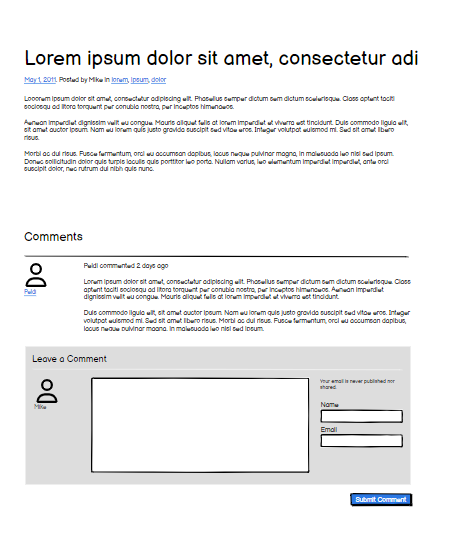 Lorem ipsum dolor sit amet, consectetur adi
May 1, 2011. Posted by Mike in lorem, ipsum, dolor
Looorem ipsum dolor sit amet, consectetur adipiscing elit. Phasellus semper dictum sem dictum scelerisque. Class aptent taciti
sociosqu ad litora torquent per conubia nostra, per inceptos himenaeos.
Aenean imperdiet dignissim velit eu congue. Mauris aliquet felis at lorem imperdiet et viverra est tincidunt. Duis commodo ligula elit,
sit amet auctor ipsum. Nam eu lorem quis justo gravida suscipit sed vitae eros. Integer volutpat euismod mi. Sed sit amet libero
risus.
Morbi ac dui risus. Fusce fermentum, orci eu accumsan dapibus, lacus neque pulvinar magna, in malesuada leo nisl sed ipsum.
Donec sollicitudin dolor quis turpis iaculis quis porttitor leo porta. Nullam varius, leo elementum imperdiet imperdiet, ante orci
suscipit dolor, nec rutrum dui nibh quis nunc.
Comments
Peldi commented 2 days ago
Peldi
Lorem ipsum dolor sit amet, consectetur adipiscing elit. Phasellus semper dictum sem dictum scelerisque. Class
aptent taciti sociosqu ad litora torquent per conubia nostra, per inceptos himenaeos. Aenean imperdiet
dignissim velit eu congue. Mauris aliquet felis at lorem imperdiet et viverra est tincidunt.
Duis commodo ligula elit, sit amet auctor ipsum. Nam eu lorem quis justo gravida suscipit sed vitae eros. Integer
volutpat euismod mi. Sed sit amet libero risus. Morbi ac dui risus. Fusce fermentum, orci eu accumsan dapibus,
lacus neque pulvinar magna, in malesuada leo nisl sed ipsum.
Leave a Comment
Mike
Your email is never published nor
shared.
Name
Email
Submit Comment